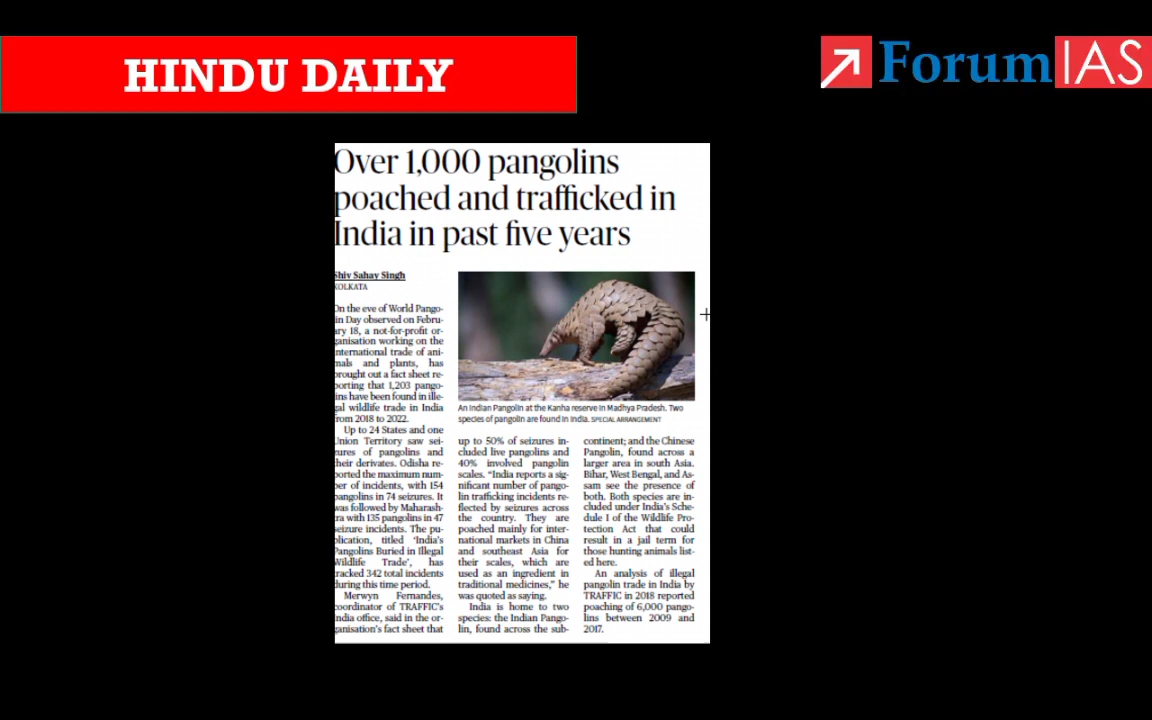 HINDU DAILY
ForumIAS
Over 1,000 pangolins
poached and trafficked in
India in past five years
Shiv Sahay Singh
KOLKATA
On the eve of World Pango-
lin Day observed on Febru-
ary 18, a not-for-profit or-
ganisation working on the
international trade of ani-
mals and plants, has
brought out a fact sheet re-
porting that 1,203 pango-
lins have been found in ille-
gal wildlife trade in India
from 2018 to 2022.
Up to 24 States and one
Union Territory saw sei-
zures of pangolins and
their derivates. Odisha re-
ported the maximum num-
ber of incidents, with 154
pangolins in 74 seizures. It
was followed by Maharash-
tra with 135 pangolins in 47
seizure incidents. The pu-
blication, titled ‘India’s
Pangolins Buried in Illegal
Wildlife Trade’, has
tracked 342 total incidents
during this time period.
Merwyn Fernandes,
coordinator of TRAFFIC’s
India office, said in the or-
ganisation’s fact sheet that
An Indian Pangolin at the Kanha reserve in Madhya Pradesh. Two
species of pangolin are found in India. SPECIAL ARRANGEMENT
up to 50% of seizures in-
cluded live pangolins and
40% involved pangolin
scales. “India reports a sig-
nificant number of pango-
lin trafficking incidents re-
flected by seizures across
the country. They are
poached mainly for inter-
national markets in China
and southeast Asia for
their scales, which are
used as an ingredient in
traditional medicines,” he
was quoted as saying.
India is home to two
species: the Indian Pango-
lin, found across the sub-
continent; and the Chinese
Pangolin, found across a
larger area in south Asia.
Bihar, West Bengal, and As-
sam see the presence of
both. Both species are in-
cluded under India’s Sche-
dule I of the Wildlife Pro-
tection Act that could
result in a jail term for
those hunting animals list-
ed here.
An analysis of illegal
pangolin trade in India by
TRAFFIC in 2018 reported
poaching of 6,000 pango-
lins between 2009 and
2017.